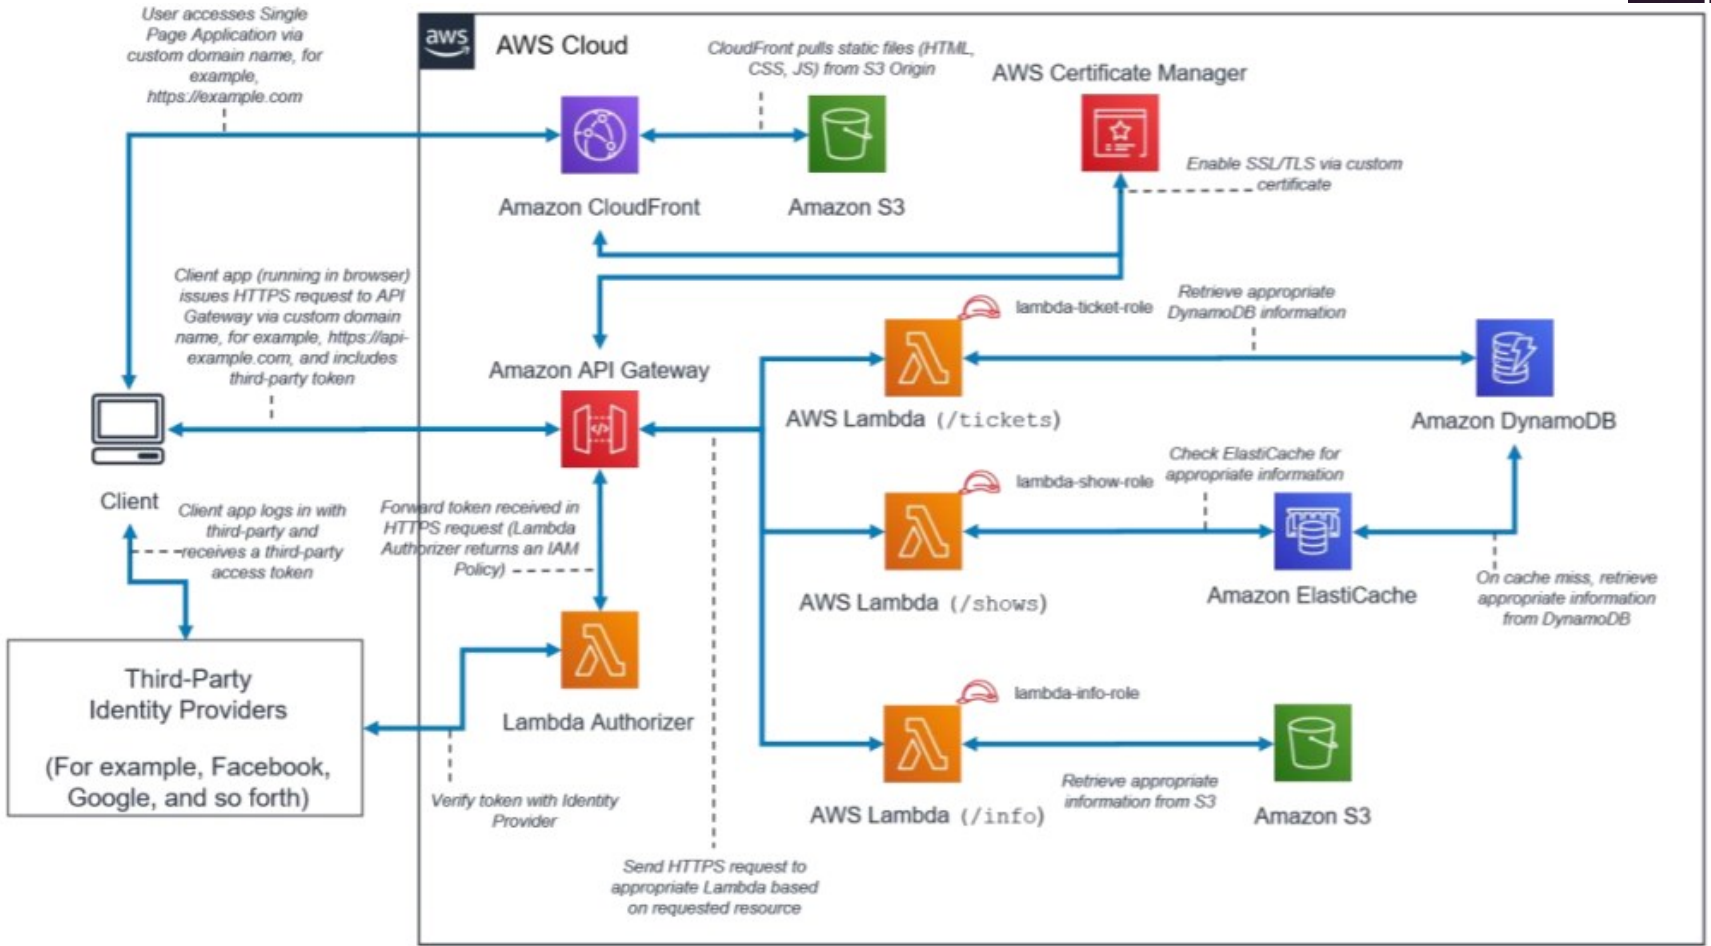 User accesses Single
Page Application via
custom domain name, for
example,
https://example.com
aws
AWS Cloud
CloudFront pulls static files (HTML,
CSS, JS) from S3 Origin
AWS Certificate Manager
Enable SSL/TLS via custom
certificate
Amazon CloudFront
Amazon S3
Client app (running in browser)
issues HTTPS request to API
Gateway via custom domain
name, for example, https://api-
example.com, and includes
third-party token
lambda-ticket-role
Retrieve appropriate
DynamoDB information
Amazon API Gateway
</>
AWS Lambda (/tickets)
Amazon DynamoDB
Client
Client app logs in with
third-party and
receives a third-party
access token
Forward token received in
HTTPS request (Lambda
Authorizer returns an IAM
Policy)
lambda-show-role
Check ElastiCache for
appropriate information
AWS Lambda (/shows)
Amazon ElastiCache
On cache miss, retrieve
appropriate information
from DynamoDB
Third-Party
Identity Providers
(For example, Facebook,
Google, and so forth)
Lambda Authorizer
Verify token with Identity
Provider
lambda-info-role
Retrieve appropriate
information from S3
AWS Lambda (/info)
Amazon S3
Send HTTPS request to
appropriate Lambda based
on requested resource